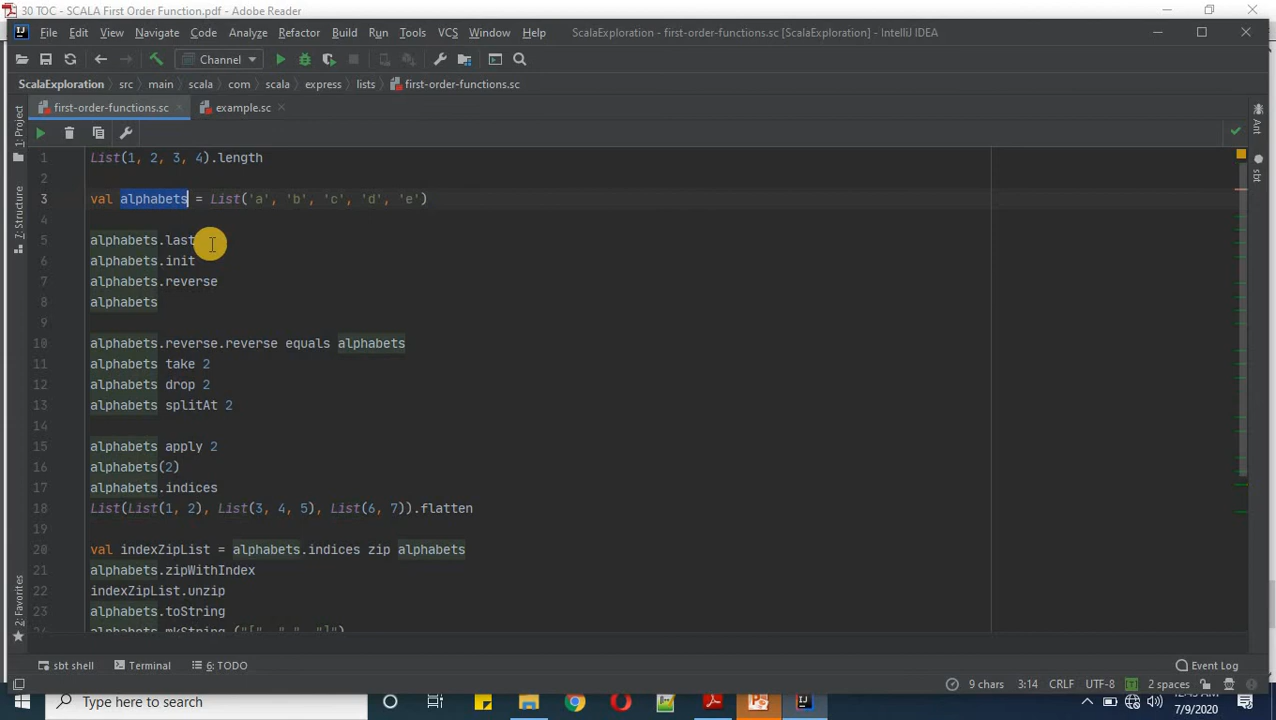 30 TOC - SCALA First Order Function.pdf - Adobe Reader
File Edit View Navigate Code Analyze Refactor Build Run Tools VCS Window Help ScalaExploration - first-order-functions.sc [ScalaExploration] - IntelliJ IDEA
Channel
ScalaExploration src main scala com scala express lists first-order-functions.sc
first-order-functions.sc example.sc
1 List(1, 2, 3, 4).length
2
3 val alphabets = List('a', 'b', 'c', 'd', 'e')
4
5 alphabets.last
6 alphabets.init
7 alphabets.reverse
8 alphabets
9
10 alphabets.reverse.reverse equals alphabets
11 alphabets take 2
12 alphabets drop 2
13 alphabets splitAt 2
14
15 alphabets apply 2
16 alphabets(2)
17 alphabets.indices
18 List(List(1, 2), List(3, 4, 5), List(6, 7)).flatten
19
20 val indexZipList = alphabets.indices zip alphabets
21 alphabets.zipWithIndex
22 indexZipList.unzip
23 alphabets.toString
1: Project
7: Structure
2: Favorites
Ant
sbt
sbt shell Terminal 6: TODO Event Log
9 chars 3:14 CRLF UTF-8 2 spaces
Type here to search
7/9/2020